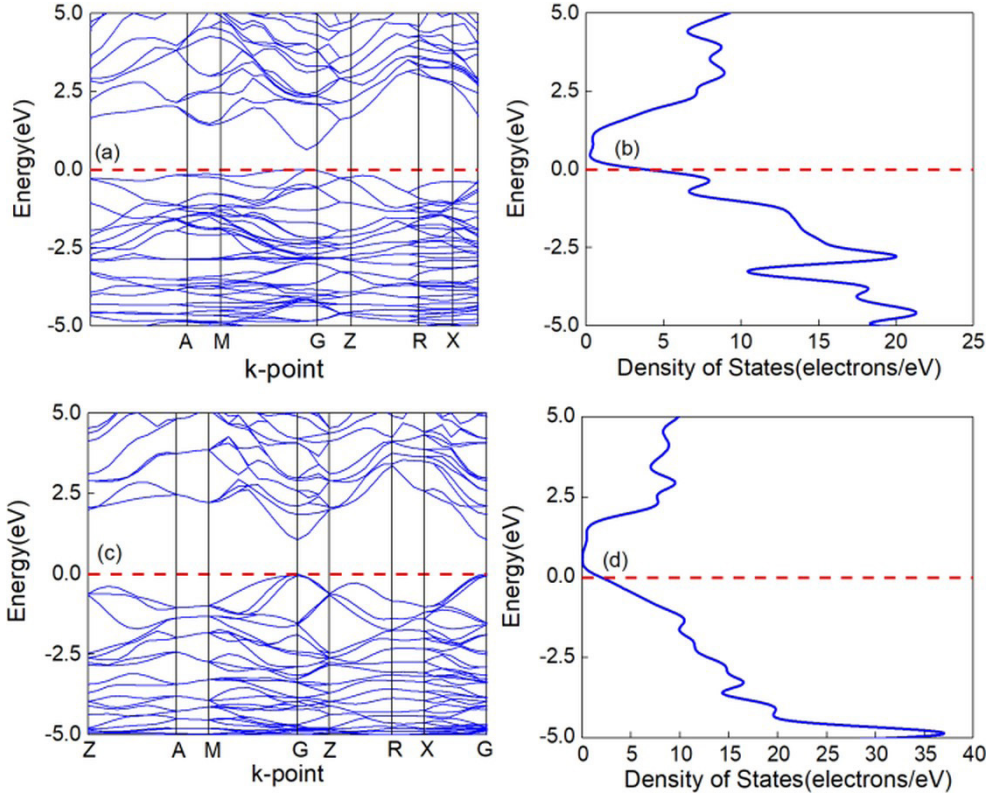 5.0
2.5
0.0
-2.5
-5.0
Energy(eV)
(a)
A M G Z R X
k-point
5.0
2.5
0.0
-2.5
-5.0
Energy(eV)
(b)
0 5 10 15 20 25
Density of States(electrons/eV)
5.0
2.5
0.0
-2.5
-5.0
Energy(eV)
(c)
Z A M G Z R X G
k-point
5.0
2.5
0.0
-2.5
-5.0
Energy(eV)
(d)
0 5 10 15 20 25 30 35 40
Density of States(electrons/eV)